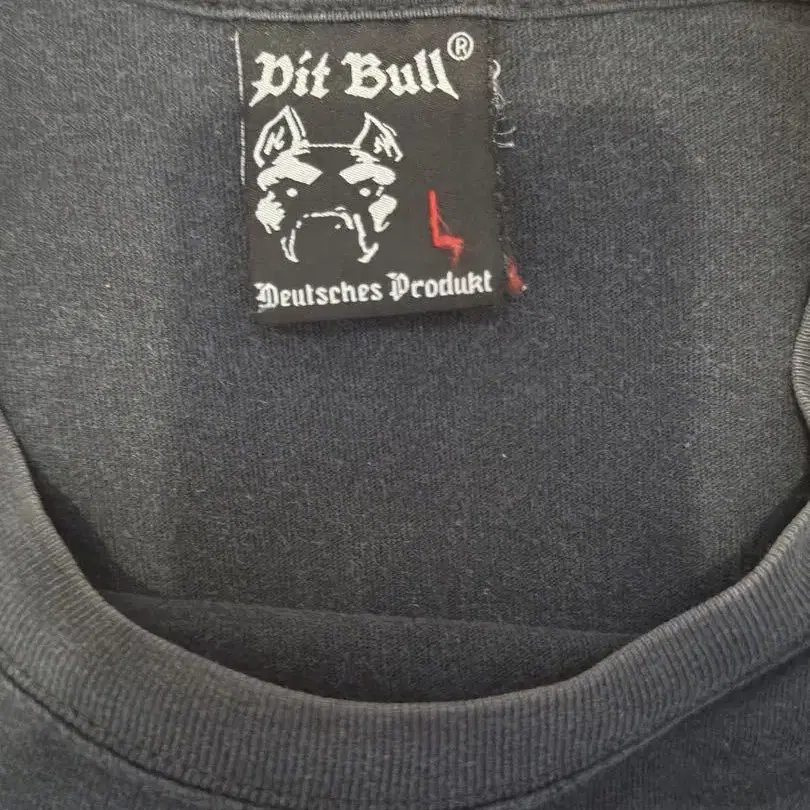 Pit Bull®
L
Deutsches Produkt